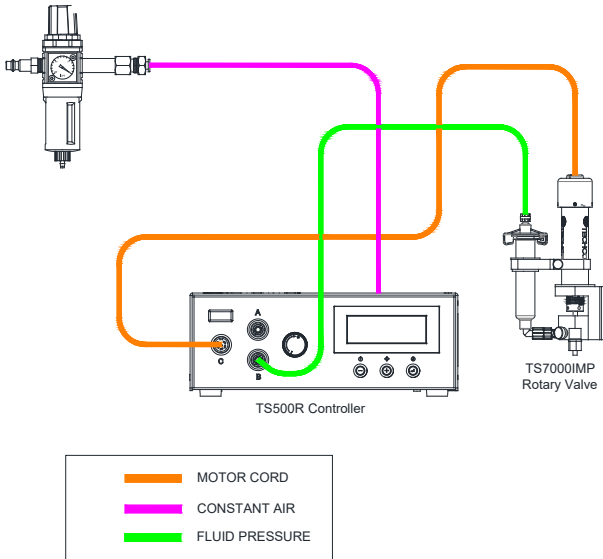 A
C
B
TS500R Controller
TS7000IMP
Rotary Valve
MOTOR CORD
CONSTANT AIR
FLUID PRESSURE